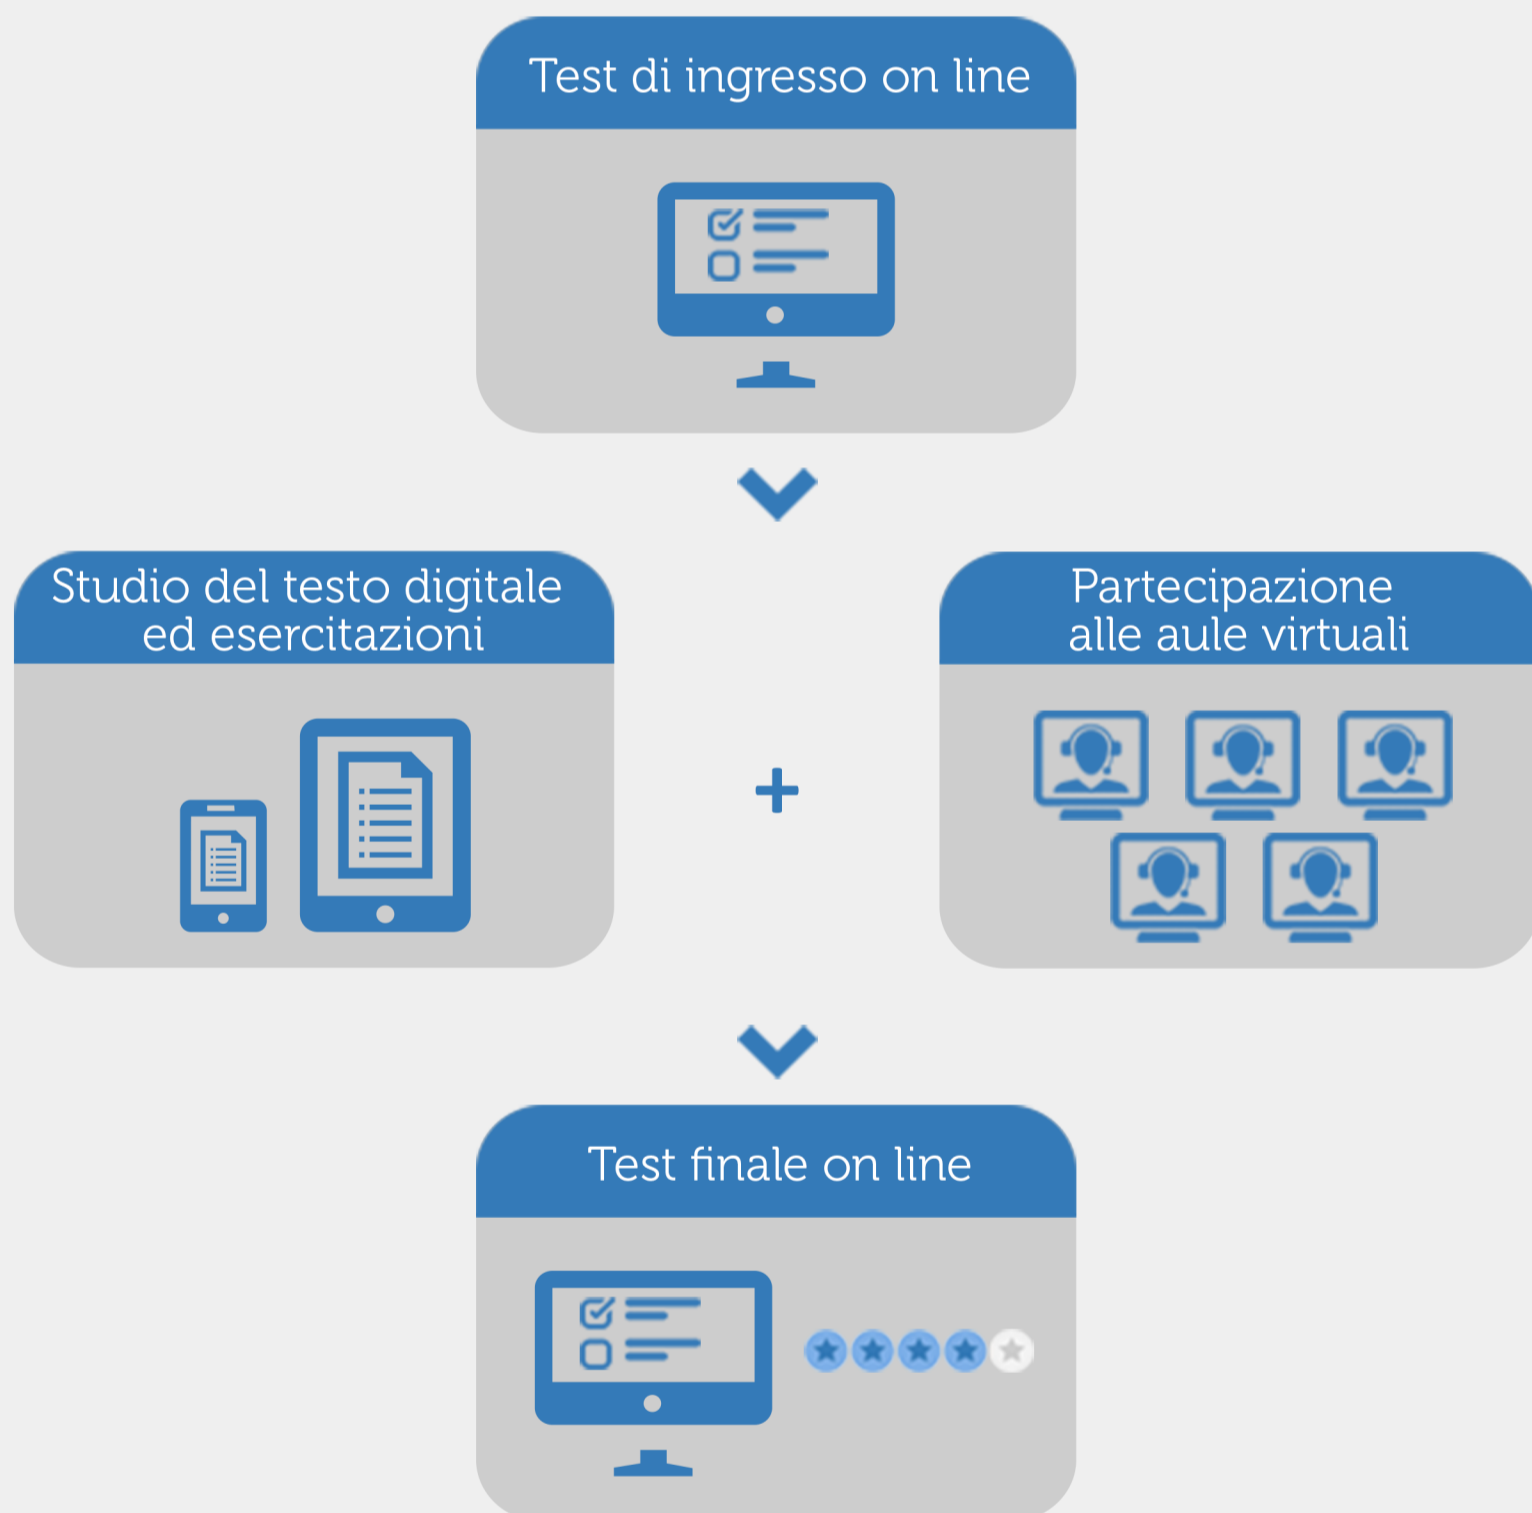 Test di ingresso on line
Studio del testo digitale
ed esercitazioni
Partecipazione
alle aule virtuali
Test finale on line